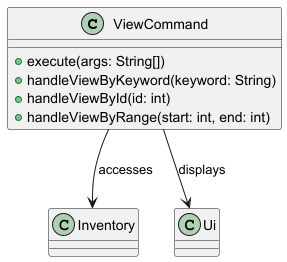 C ViewCommand
execute(args: String[])
handleViewByKeyword(keyword: String)
handleViewById(id: int)
handleViewByRange(start: int, end: int)
accesses
displays
C Inventory
C Ui